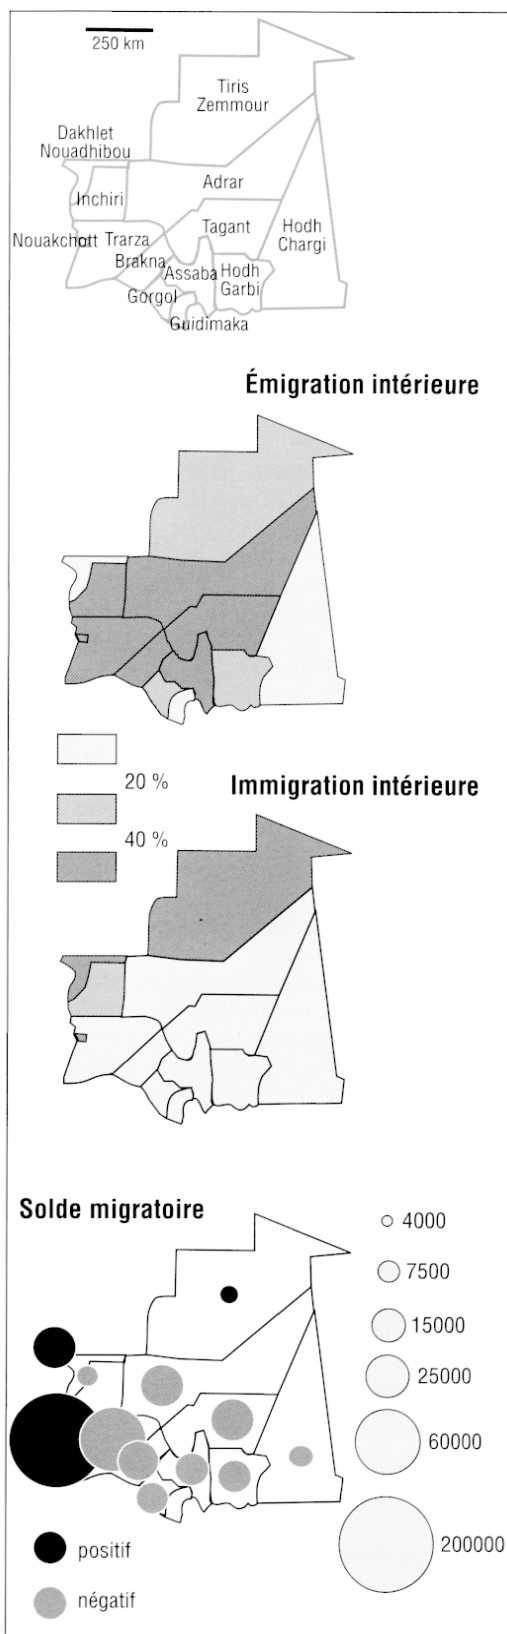 250 km
Tiris
Zemmour
Dakhlet
Nouadhibou
Adrar
Inchiri
Tagant
Hodh
Chargi
Nouakchott
Trarza
Brakna
Assaba
Hodh
Garbi
Gorgol
Guidimaka
Émigration intérieure
20 %
40 %
Immigration intérieure
Solde migratoire
4000
7500
15000
25000
60000
200000
positif
négatif